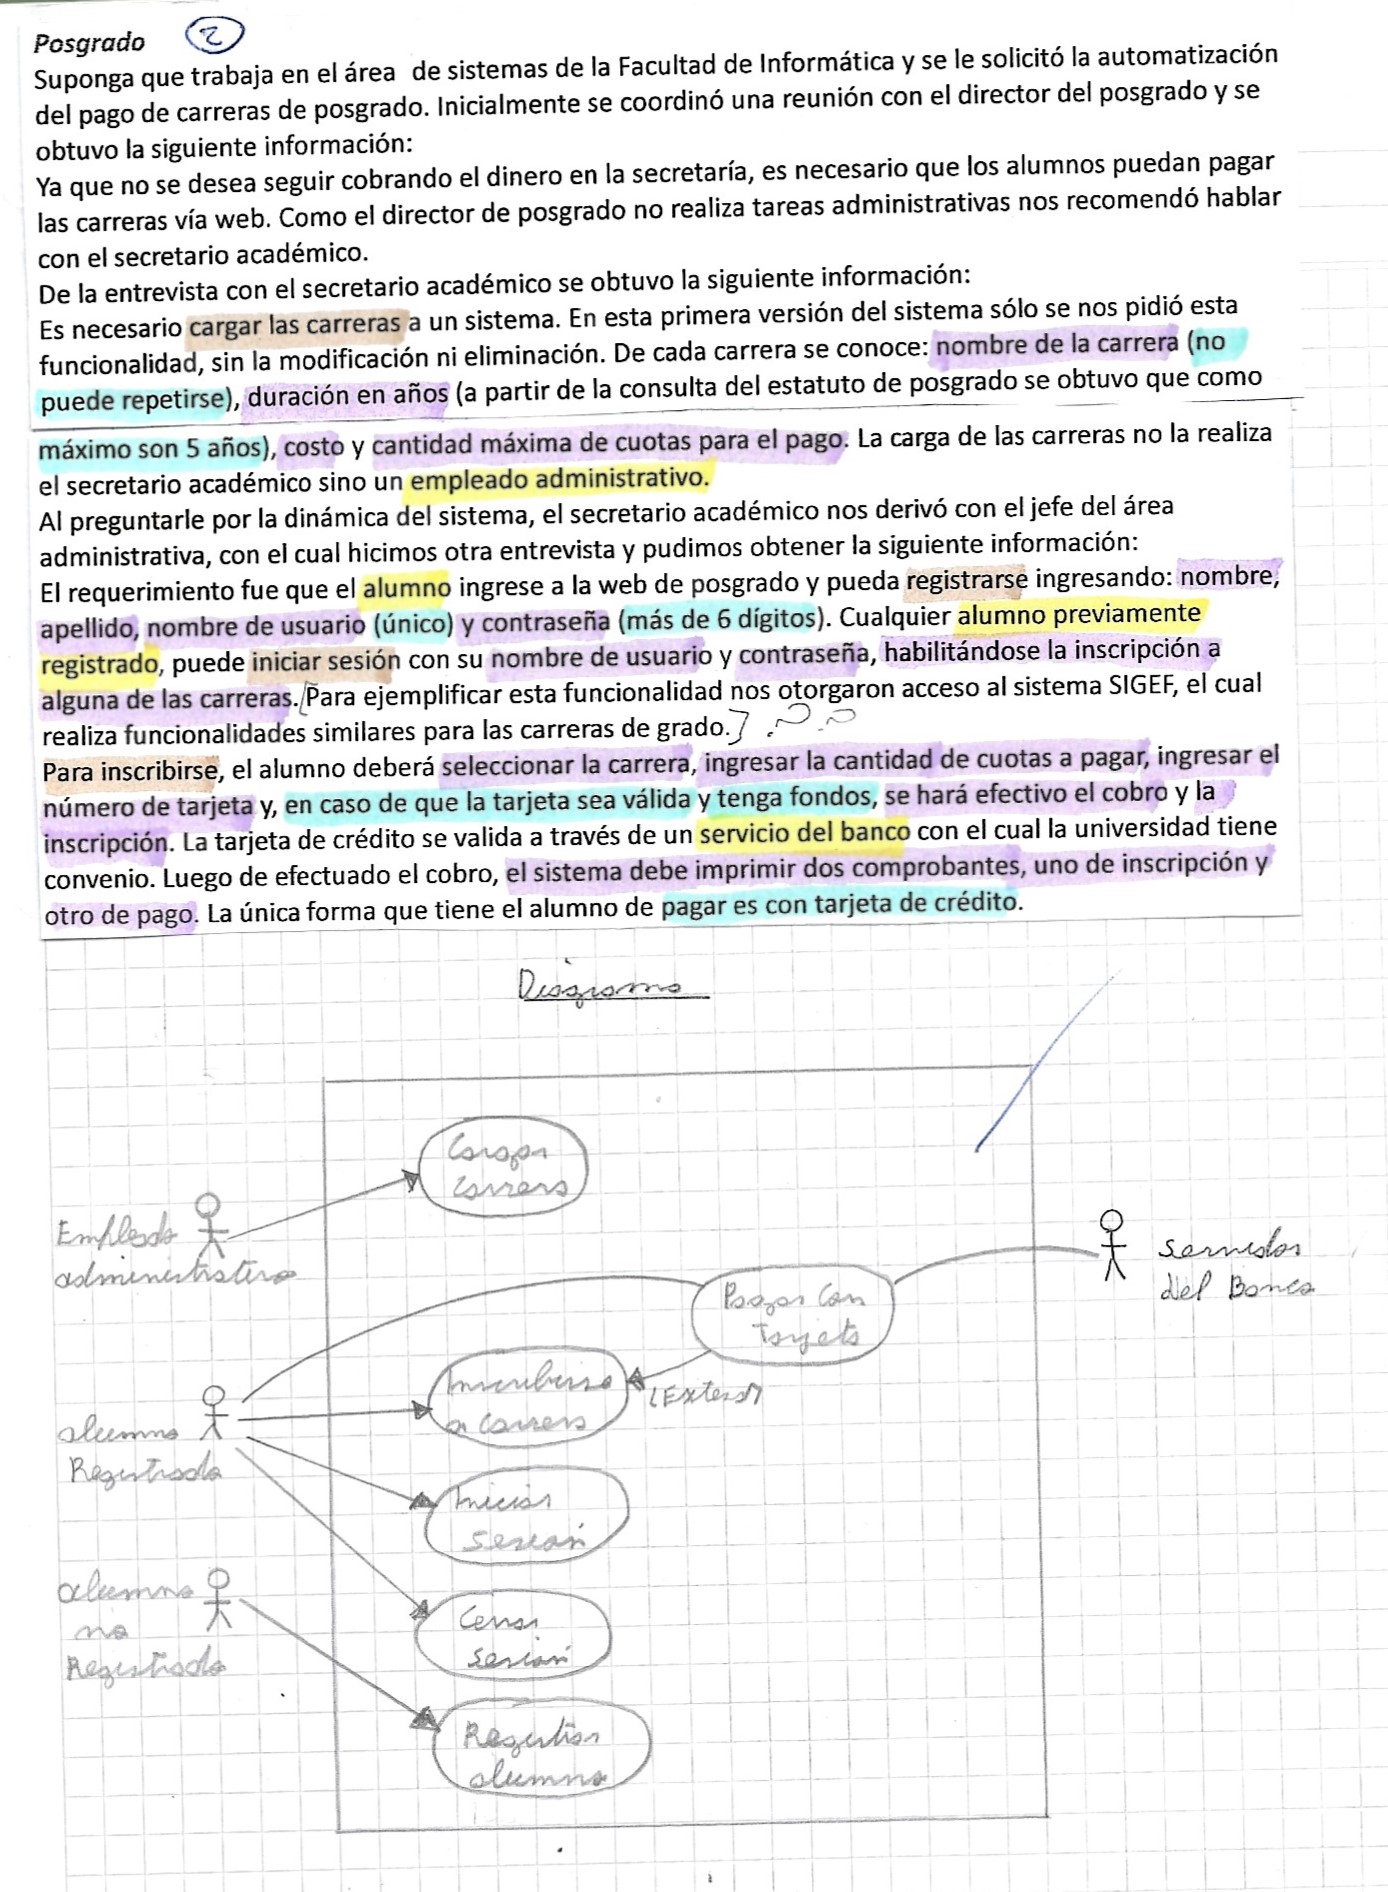 Posgrado 2
Suponga que trabaja en el área de sistemas de la Facultad de Informática y se le solicitó la automatización
del pago de carreras de posgrado. Inicialmente se coordinó una reunión con el director del posgrado y se
obtuvo la siguiente información:
Ya que no se desea seguir cobrando el dinero en la secretaría, es necesario que los alumnos puedan pagar
las carreras vía web. Como el director de posgrado no realiza tareas administrativas nos recomendó hablar
con el secretario académico.
De la entrevista con el secretario académico se obtuvo la siguiente información:
Es necesario cargar las carreras a un sistema. En esta primera versión del sistema sólo se nos pidió esta
funcionalidad, sin la modificación ni eliminación. De cada carrera se conoce: nombre de la carrera (no
puede repetirse), duración en años (a partir de la consulta del estatuto de posgrado se obtuvo que como
máximo son 5 años), costo y cantidad máxima de cuotas para el pago. La carga de las carreras no la realiza
el secretario académico sino un empleado administrativo.
Al preguntarle por la dinámica del sistema, el secretario académico nos derivó con el jefe del área
administrativa, con el cual hicimos otra entrevista y pudimos obtener la siguiente información:
El requerimiento fue que el alumno ingrese a la web de posgrado y pueda registrarse ingresando: nombre,
apellido, nombre de usuario (único) y contraseña (más de 6 dígitos). Cualquier alumno previamente
registrado, puede iniciar sesión con su nombre de usuario y contraseña, habilitándose la inscripción a
alguna de las carreras. [Para ejemplificar esta funcionalidad nos otorgaron acceso al sistema SIGEF, el cual
realiza funcionalidades similares para las carreras de grado.] ??
Para inscribirse, el alumno deberá seleccionar la carrera, ingresar la cantidad de cuotas a pagar, ingresar el
número de tarjeta y, en caso de que la tarjeta sea válida y tenga fondos, se hará efectivo el cobro y la
inscripción. La tarjeta de crédito se valida a través de un servicio del banco con el cual la universidad tiene
convenio. Luego de efectuado el cobro, el sistema debe imprimir dos comprobantes, uno de inscripción y
otro de pago. La única forma que tiene el alumno de pagar es con tarjeta de crédito.
Diagrama
Cargar
Carrera
Empleado
administrativo
Servidor
del Banco
Pagar Con
Tarjeta
Inscribirse
a Carrera
(Extend)
alumno
Registrado
Iniciar
Sesión
alumno
no
Registrado
Cerrar
Sesión
Registrar
alumno